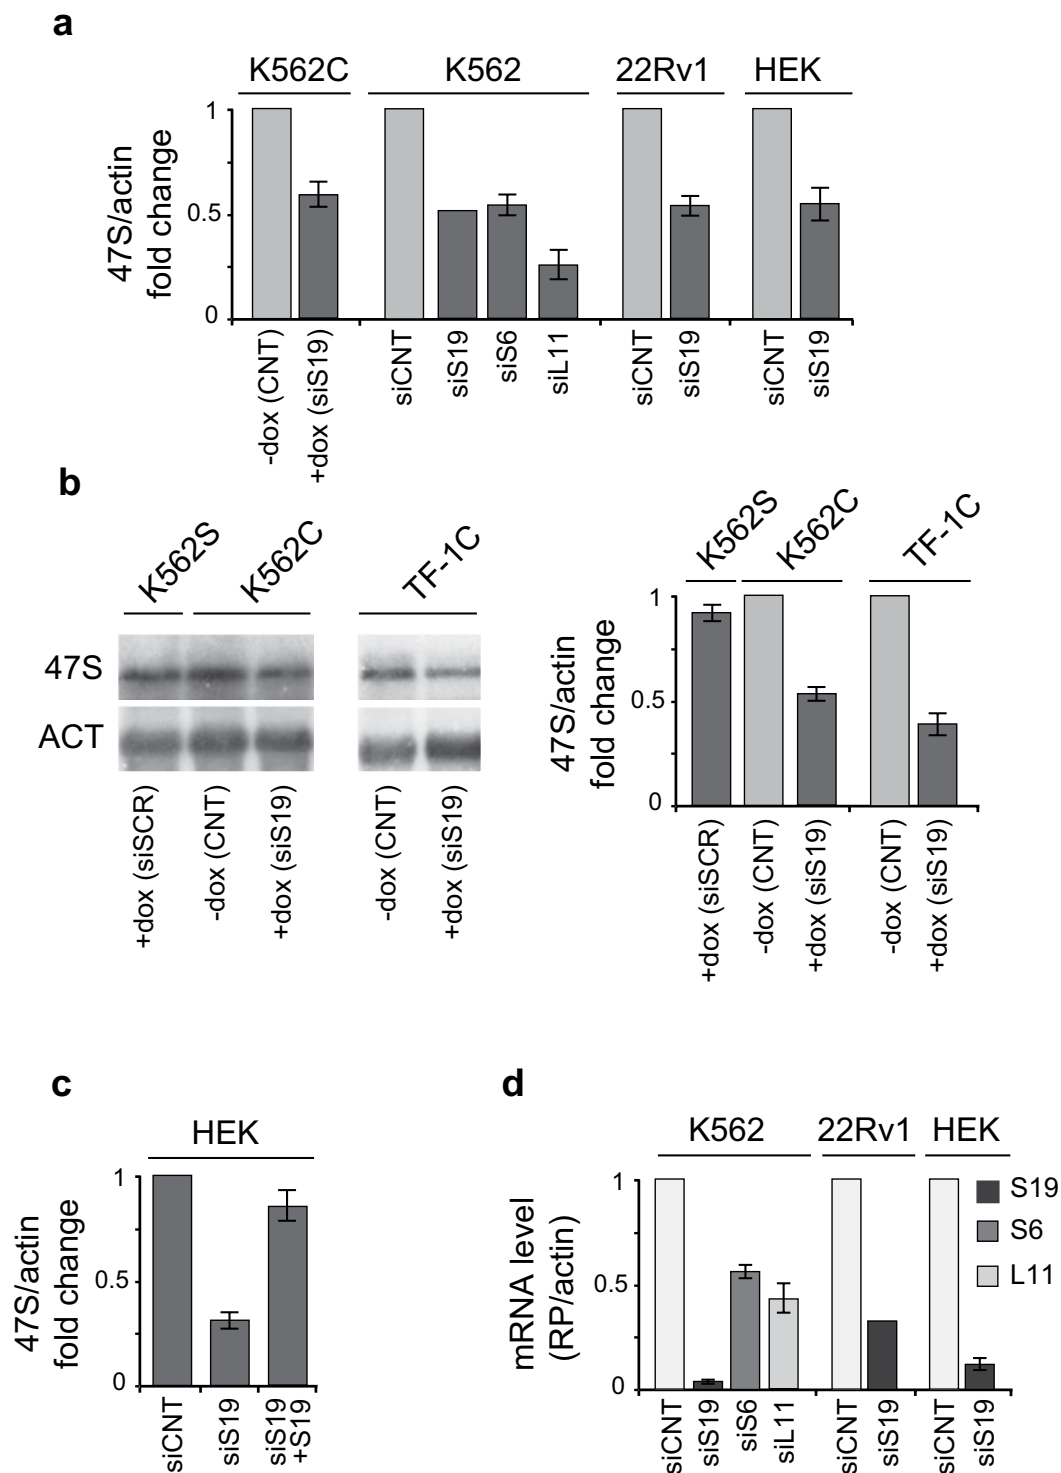 a
K562C K562 22Rv1 HEK
47S/actin
fold change
1
0.5
0
-dox (CNT)
+dox (siS19)
siCNT
siS19
siS6
siL11
siCNT
siS19
siCNT
siS19
b
K562S
K562C
TF-1C
47S
ACT
+dox (siSCR)
-dox (CNT)
+dox (siS19)
-dox (CNT)
+dox (siS19)
K562S
K562C
TF-1C
47S/actin
fold change
1
0.5
0
+dox (siSCR)
-dox (CNT)
+dox (siS19)
-dox (CNT)
+dox (siS19)
c
HEK
47S/actin
fold change
1
0.5
0
siCNT
siS19
siS19
+S19
d
K562 22Rv1 HEK
mRNA level
(RP/actin)
1
0.5
0
siCNT
siS19
siS6
siL11
siCNT
siS19
siCNT
siS19
S19
S6
L11